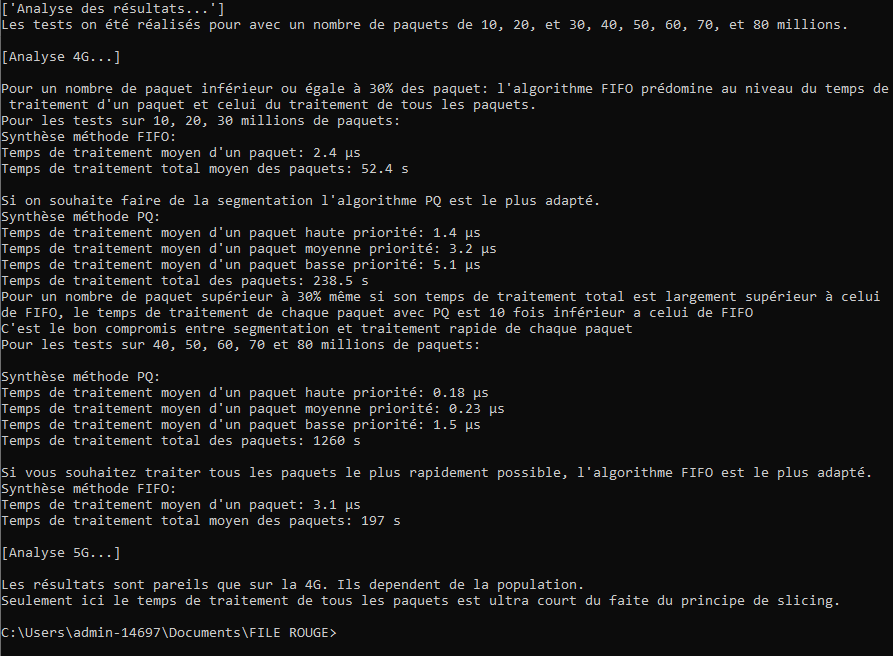 ['Analyse des résultats...']
Les tests on été réalisés pour avec un nombre de paquets de 10, 20, et 30, 40, 50, 60, 70, et 80 millions.
[Analyse 4G...]
Pour un nombre de paquet inférieur ou égale à 30% des paquet: l'algorithme FIFO prédomine au niveau du temps de
traitement d'un paquet et celui du traitement de tous les paquets.
Pour les tests sur 10, 20, 30 millions de paquets:
Synthèse méthode FIFO:
Temps de traitement moyen d'un paquet: 2.4 µs
Temps de traitement total moyen des paquets: 52.4 s
Si on souhaite faire de la segmentation l'algorithme PQ est le plus adapté.
Synthèse méthode PQ:
Temps de traitement moyen d'un paquet haute priorité: 1.4 µs
Temps de traitement moyen d'un paquet moyenne priorité: 3.2 µs
Temps de traitement moyen d'un paquet basse priorité: 5.1 µs
Temps de traitement total des paquets: 238.5 s
Pour un nombre de paquet supérieur à 30% même si son temps de traitement total est largement supérieur à celui
de FIFO, le temps de traitement de chaque paquet avec PQ est 10 fois inférieur a celui de FIFO
C'est le bon compromis entre segmentation et traitement rapide de chaque paquet
Pour les tests sur 40, 50, 60, 70 et 80 millions de paquets:
Synthèse méthode PQ:
Temps de traitement moyen d'un paquet haute priorité: 0.18 µs
Temps de traitement moyen d'un paquet moyenne priorité: 0.23 µs
Temps de traitement moyen d'un paquet basse priorité: 1.5 µs
Temps de traitement total des paquets: 1260 s
Si vous souhaitez traiter tous les paquets le plus rapidement possible, l'algorithme FIFO est le plus adapté.
Synthèse méthode FIFO:
Temps de traitement moyen d'un paquet: 3.1 µs
Temps de traitement total moyen des paquets: 197 s
[Analyse 5G...]
Les résultats sont pareils que sur la 4G. Ils dependent de la population.
Seulement ici le temps de traitement de tous les paquets est ultra court du faite du principe de slicing.
C:\Users\admin-14697\Documents\FILE ROUGE>